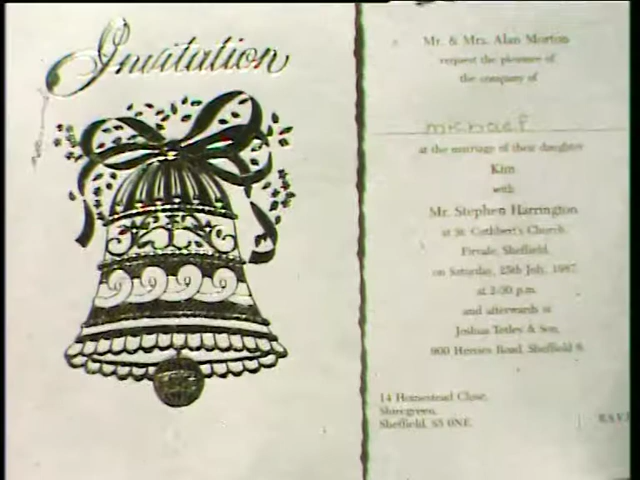 Invitation
Mr. & Mrs. Alan Morton
request the pleasure of
the company of
michael
at the marriage of their daughter
Kim
with
Mr. Stephen Harrington
at St. Cuthbert's Church,
Firvale, Sheffield,
on Saturday, 25th July, 1987
at 2-30 p.m.
and afterwards at
Joshua Tetley & Son,
900 Herries Road, Sheffield 6.
14 Homestead Close,
Shiregreen,
Sheffield, S5 0NE.